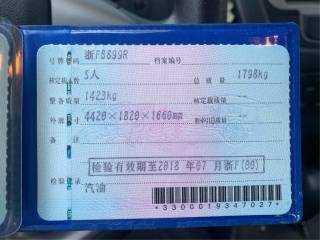 号牌号码 浙FB899R 档案编号
核定载人数 5人 总质量 1798kg
整备质量 1423kg 核定载质量 --
外廓尺寸 4420×1820×1660mm 准牵引总质量 --
备注
检验有效期至2018 年07 月浙F(00)
检验记录
汽油
*3300019347027*